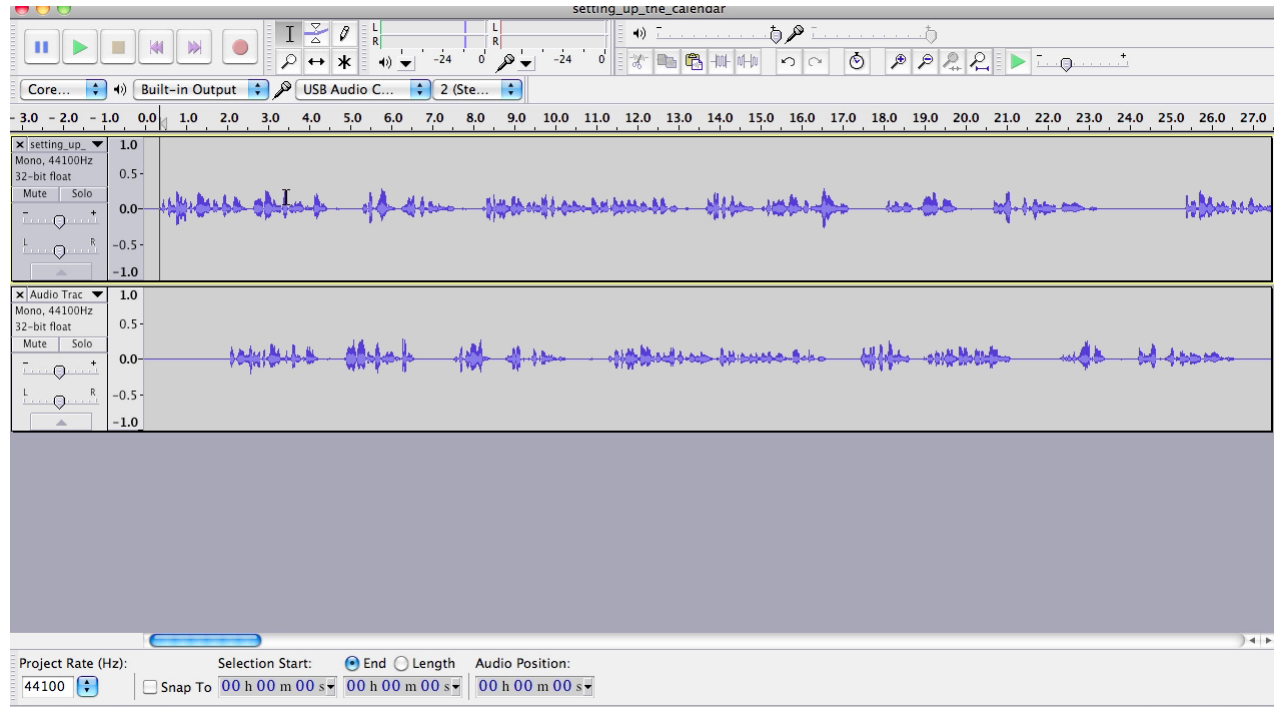 setting_up_the_calendar
L
R
-24 0
L
R
-24 0
Core... Built-in Output USB Audio C... 2 (Ste...
- 3.0 - 2.0 - 1.0 0.0 1.0 2.0 3.0 4.0 5.0 6.0 7.0 8.0 9.0 10.0 11.0 12.0 13.0 14.0 15.0 16.0 17.0 18.0 19.0 20.0 21.0 22.0 23.0 24.0 25.0 26.0 27.0
setting_up_ 1.0
Mono, 44100Hz
32-bit float 0.5-
Mute Solo
- + 0.0-
L R -0.5-
-1.0
Audio Trac 1.0
Mono, 44100Hz
32-bit float 0.5-
Mute Solo
- + 0.0-
L R -0.5-
-1.0
Project Rate (Hz): Selection Start: End Length Audio Position:
44100 Snap To 00 h 00 m 00 s 00 h 00 m 00 s 00 h 00 m 00 s